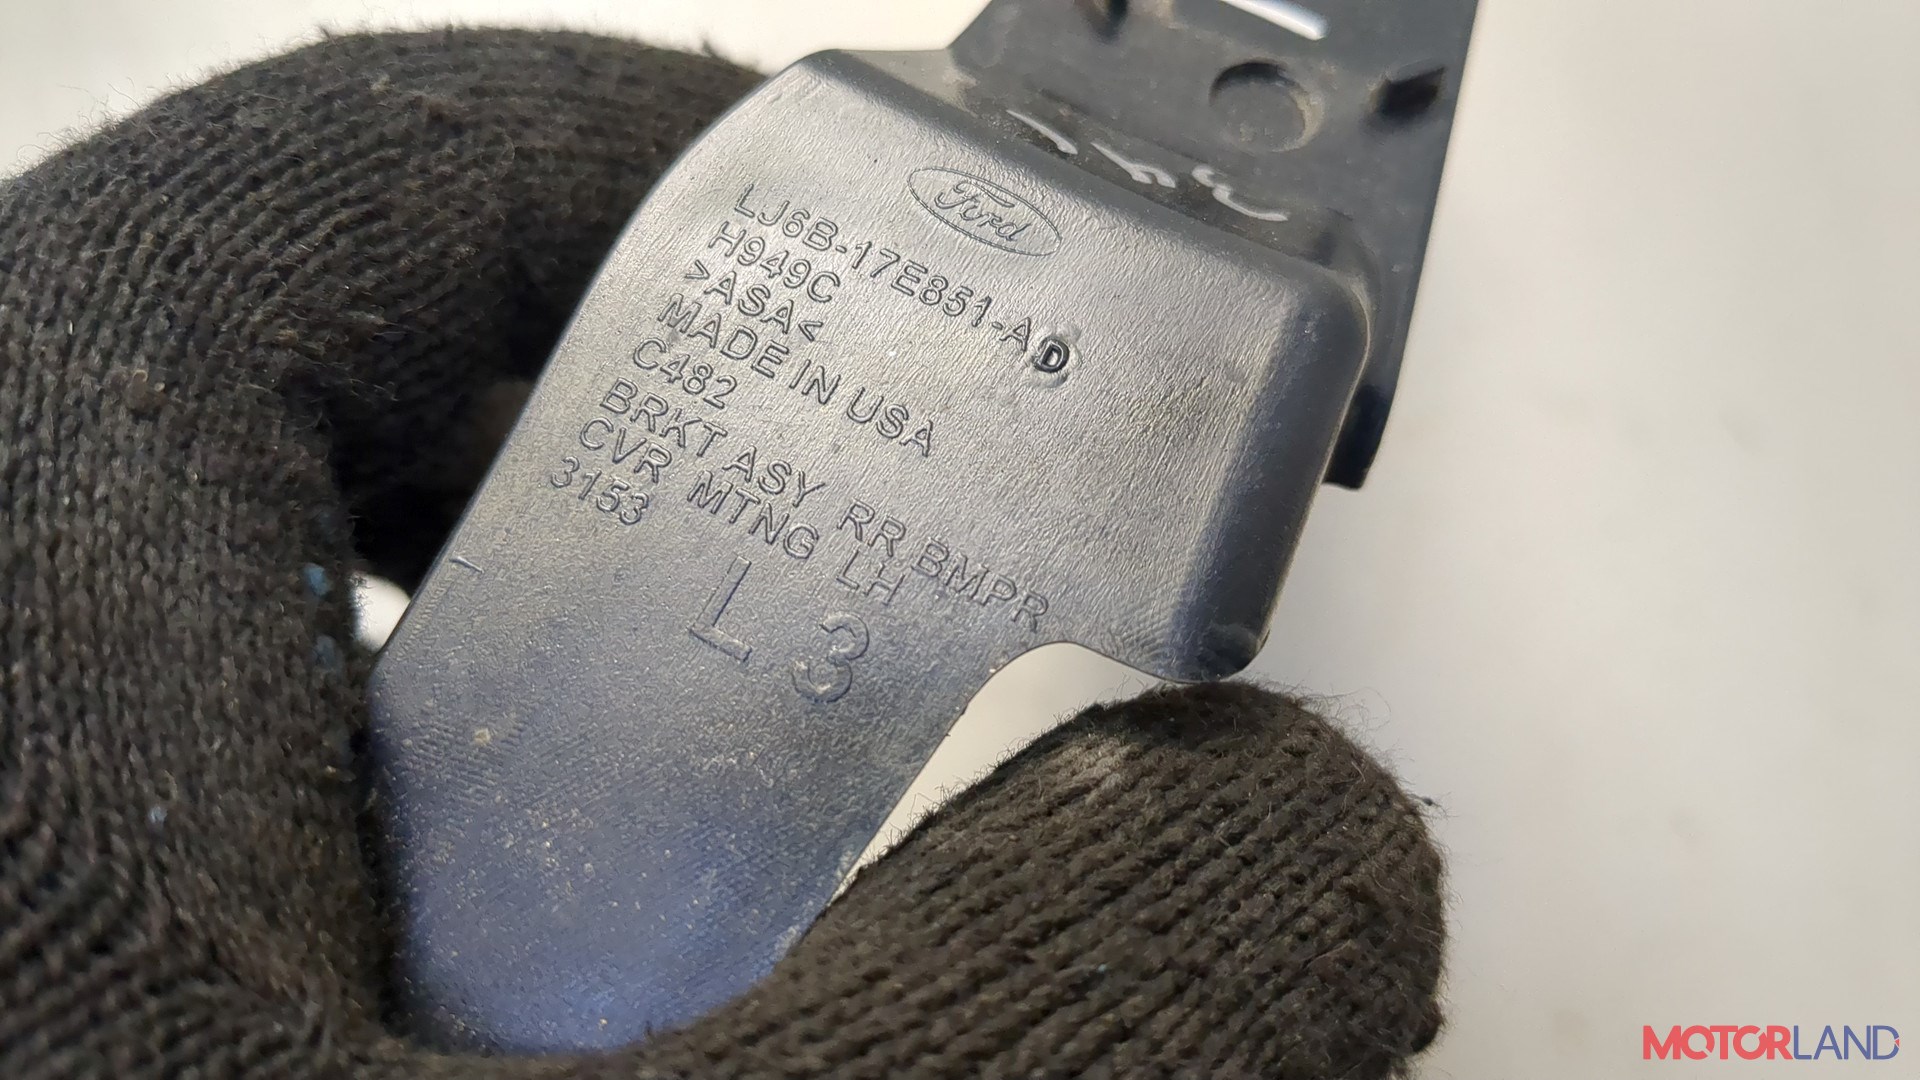 Ford
LJ6B-17E851-AD
H949C
>ASA<
MADE IN USA
C482
BRKT ASY RR BMPR
CVR MTNG LH
3153
L 3
MOTORLAND